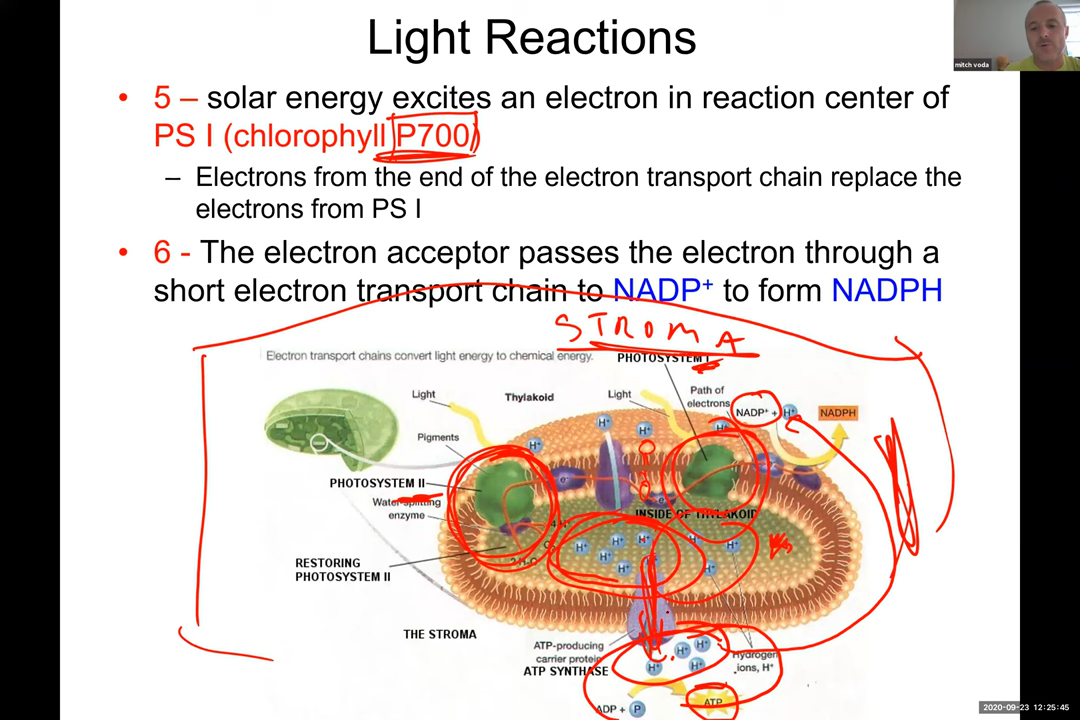 Light Reactions
mitch voda
• 5 – solar energy excites an electron in reaction center of
PS I (chlorophyll P700)
– Electrons from the end of the electron transport chain replace the
electrons from PS I
• 6 - The electron acceptor passes the electron through a
short electron transport chain to NADP+ to form NADPH
STROMA
Electron transport chains convert light energy to chemical energy.
PHOTOSYSTEM I
Light
Thylakoid
Light
Path of
electrons
NADP+ + H+
NADPH
H+
H+
H+
H+
Pigments
PHOTOSYSTEM II
Water-splitting
enzyme
e-
e-
INSIDE OF THYLAKOID
4 H+
O2
2 H2O
H+
H+
H+
H+
H+
H+
H+
H+
RESTORING
PHOTOSYSTEM II
THE STROMA
ATP-producing
carrier protein
ATP SYNTHASE
H+
H+
H+
H+
Hydrogen
ions, H+
ADP + P
ATP
2020-09-23 12:25:45